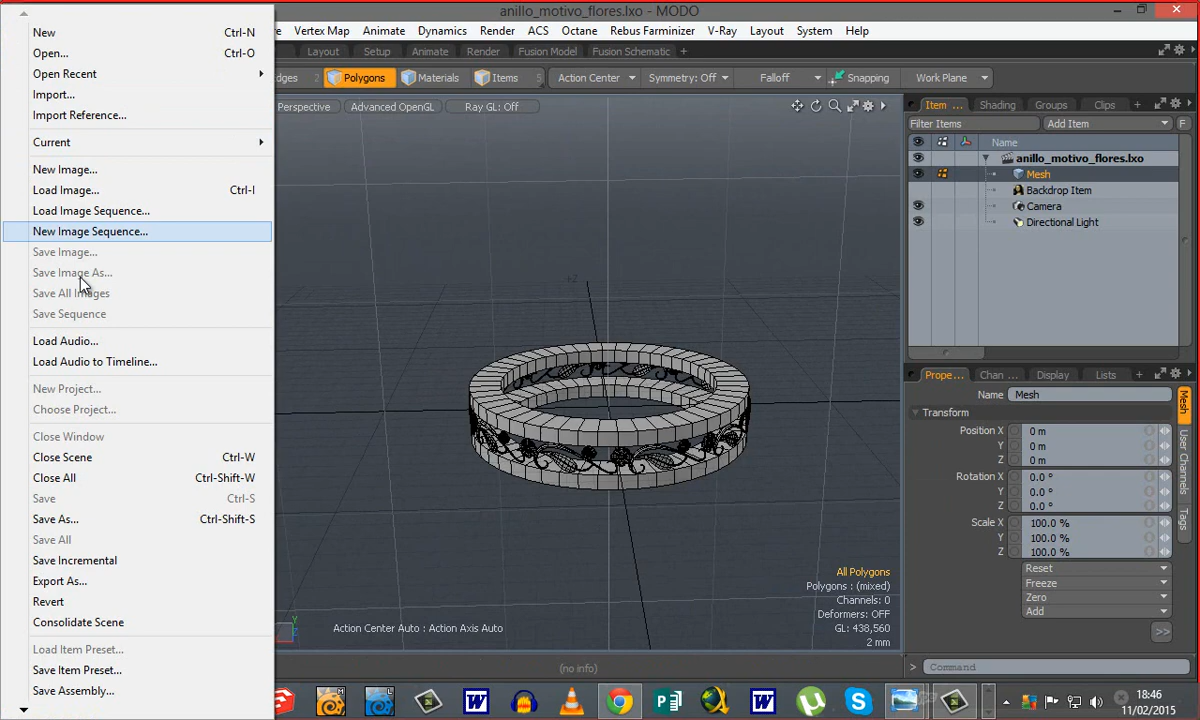 anillo_motivo_flores.lxo - MODO
Vertex Map Animate Dynamics Render ACS Octane Rebus Farminizer V-Ray Layout System Help
Layout Setup Animate Render Fusion Model Fusion Schematic +
dges 2 Polygons Materials Items 5 Action Center Symmetry: Off Falloff Snapping Work Plane
Perspective Advanced OpenGL Ray GL: Off
New Ctrl-N
Open... Ctrl-O
Open Recent
Import...
Import Reference...
Current
New Image...
Load Image... Ctrl-I
Load Image Sequence...
New Image Sequence...
Save Image...
Save Image As...
Save All Images
Save Sequence
Load Audio...
Load Audio to Timeline...
New Project...
Choose Project...
Close Window
Close Scene Ctrl-W
Close All Ctrl-Shift-W
Save Ctrl-S
Save As... Ctrl-Shift-S
Save All
Save Incremental
Export As...
Revert
Consolidate Scene
Load Item Preset...
Save Item Preset...
Save Assembly...
+Z
All Polygons
Polygons : (mixed)
Channels: 0
Deformers: OFF
GL: 438,560
2 mm
Y
Action Center Auto : Action Axis Auto
(no info)
Item ... Shading Groups Clips +
Filter Items Add Item F
Name
anillo_motivo_flores.lxo
Mesh
Backdrop Item
Camera
Directional Light
Prope... Chan ... Display Lists +
Name Mesh
Transform
Position X 0 m
Y 0 m
Z 0 m
Rotation X 0.0 °
Y 0.0 °
Z 0.0 °
Scale X 100.0 %
Y 100.0 %
Z 100.0 %
Reset
Freeze
Zero
Add
>>
Mesh
User Channels
Tags
> Command
18:46
11/02/2015